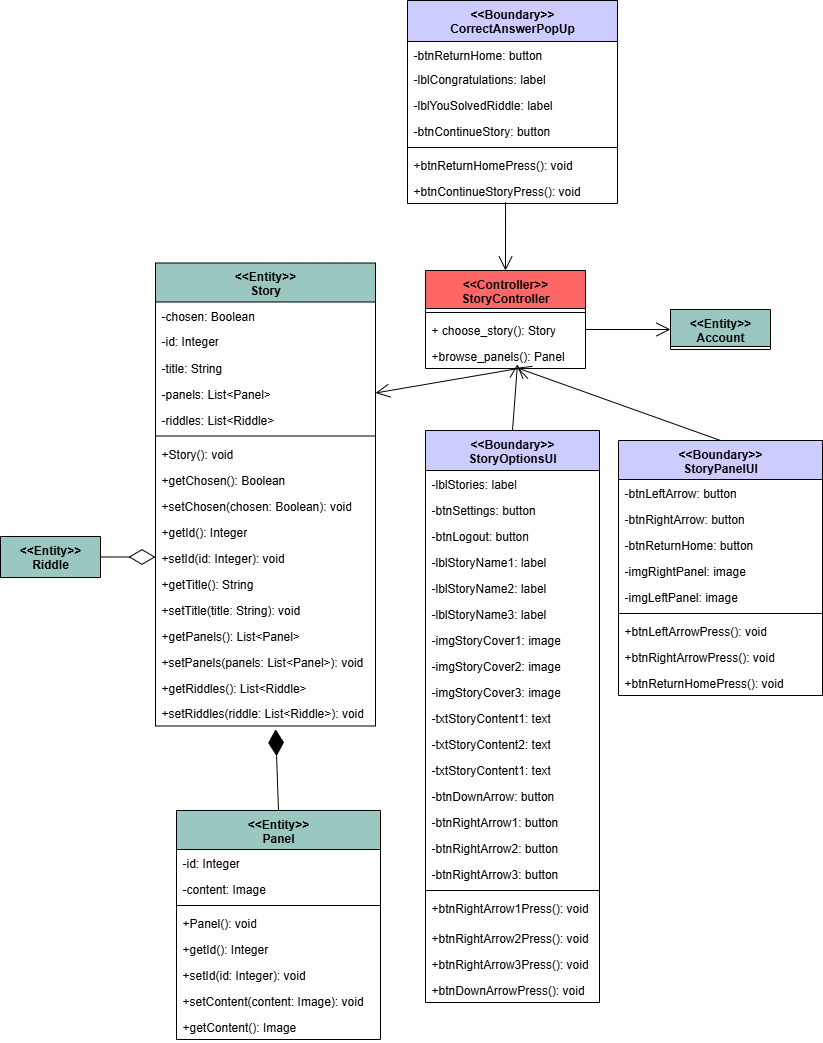 <<Boundary>>
CorrectAnswerPopUp
-btnReturnHome: button
-lblCongratulations: label
-lblYouSolvedRiddle: label
-btnContinueStory: button
+btnReturnHomePress(): void
+btnContinueStoryPress(): void
<<Entity>>
Story
-chosen: Boolean
-id: Integer
-title: String
-panels: List<Panel>
-riddles: List<Riddle>
+Story(): void
+getChosen(): Boolean
+setChosen(chosen: Boolean): void
+getId(): Integer
+setId(id: Integer): void
+getTitle(): String
+setTitle(title: String): void
+getPanels(): List<Panel>
+setPanels(panels: List<Panel>): void
+getRiddles(): List<Riddle>
+setRiddles(riddle: List<Riddle>): void
<<Controller>>
StoryController
+ choose_story(): Story
+browse_panels(): Panel
<<Entity>>
Account
<<Entity>>
Riddle
<<Boundary>>
StoryOptionsUI
-lblStories: label
-btnSettings: button
-btnLogout: button
-lblStoryName1: label
-lblStoryName2: label
-lblStoryName3: label
-imgStoryCover1: image
-imgStoryCover2: image
-imgStoryCover3: image
-txtStoryContent1: text
-txtStoryContent2: text
-txtStoryContent1: text
-btnDownArrow: button
-btnRightArrow1: button
-btnRightArrow2: button
-btnRightArrow3: button
+btnRightArrow1Press(): void
+btnRightArrow2Press(): void
+btnRightArrow3Press(): void
+btnDownArrowPress(): void
<<Boundary>>
StoryPanelUI
-btnLeftArrow: button
-btnRightArrow: button
-btnReturnHome: button
-imgRightPanel: image
-imgLeftPanel: image
+btnLeftArrowPress(): void
+btnRightArrowPress(): void
+btnReturnHomePress(): void
<<Entity>>
Panel
-id: Integer
-content: Image
+Panel(): void
+getId(): Integer
+setId(id: Integer): void
+setContent(content: Image): void
+getContent(): Image